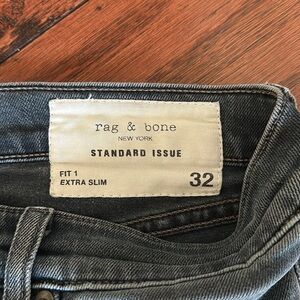 rag & bone
NEW YORK
STANDARD ISSUE
FIT 1
EXTRA SLIM
32